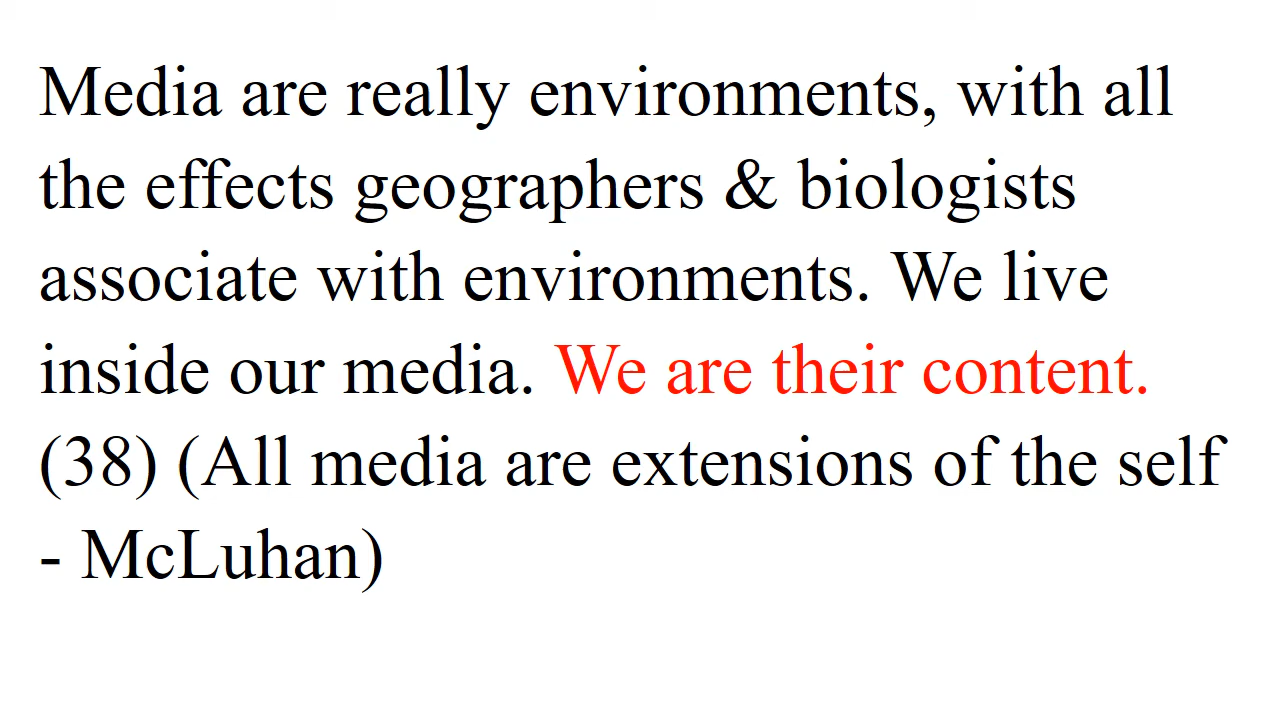 Media are really environments, with all
the effects geographers & biologists
associate with environments. We live
inside our media. We are their content.
(38) (All media are extensions of the self
- McLuhan)